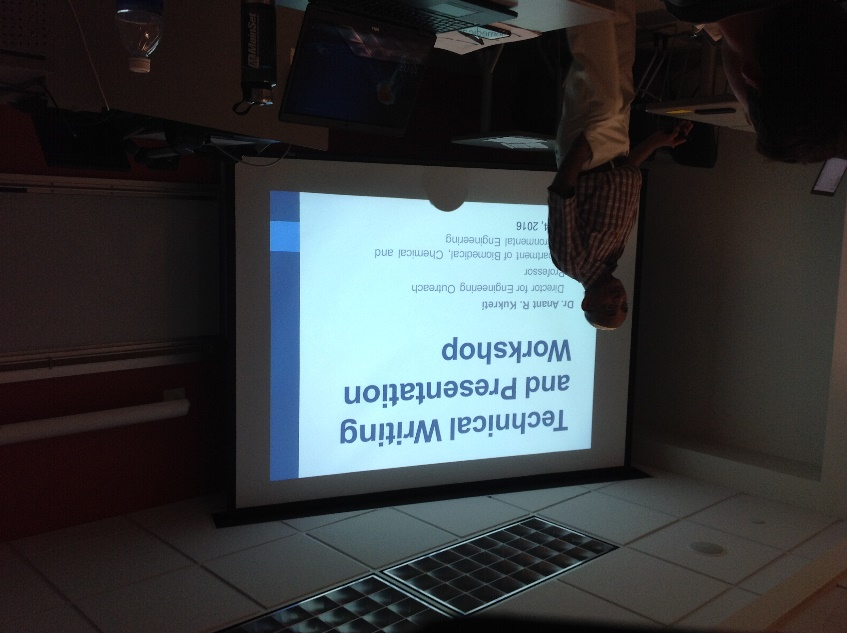 Technical Writing
and Presentation
Workshop
Dr. Anant R. Kukreti
Director for Engineering Outreach
Professor
of Biomedical, Chemical, and
Engineering
4, 2016